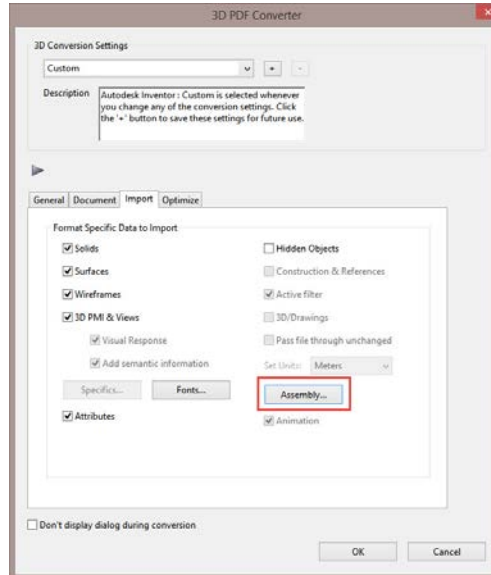 3D PDF Converter
3D Conversion Settings
Custom
+
-
Description
Autodesk Inventor : Custom is selected whenever
you change any of the conversion settings. Click
the '+' button to save these settings for future use.
General Document Import Optimize
Format Specific Data to Import
Solids
Hidden Objects
Surfaces
Construction & References
Wireframes
Active filter
3D PMI & Views
3D/Drawings
Visual Response
Pass file through unchanged
Add semantic information
Set Units: Meters
Specifics... Fonts...
Assembly...
Attributes
Animation
Don't display dialog during conversion
OK Cancel